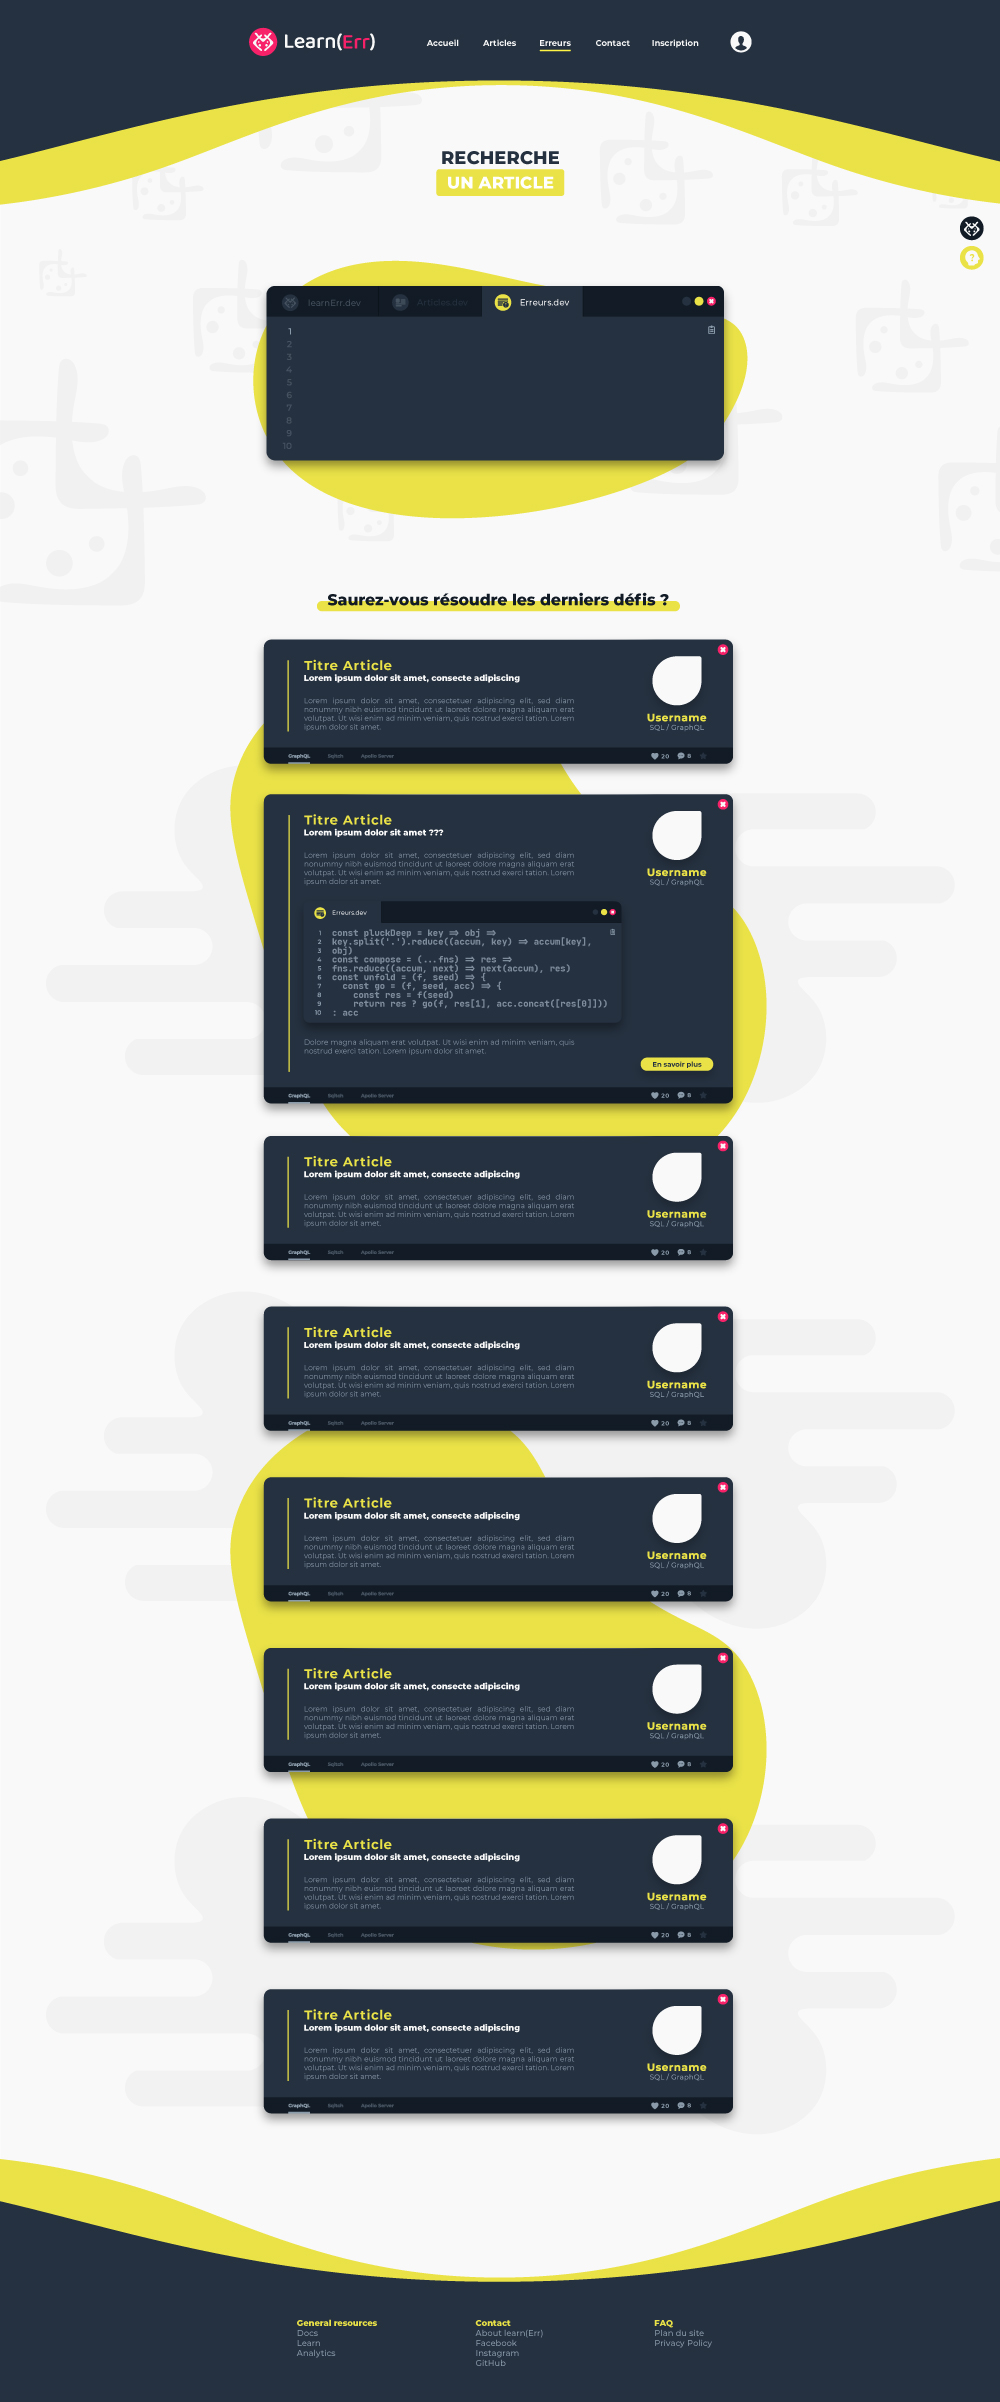 Learn(Err)
Accueil Articles Erreurs Contact Inscription
RECHERCHE
UN ARTICLE
?
learnErr.dev Articles.dev Erreurs.dev
1
2
3
4
5
6
7
8
9
10
Saurez-vous résoudre les derniers défis ?
Titre Article
Lorem ipsum dolor sit amet, consecte adipiscing
Lorem ipsum dolor sit amet, consectetuer adipiscing elit, sed diam
nonummy nibh euismod tincidunt ut laoreet dolore magna aliquam erat
volutpat. Ut wisi enim ad minim veniam, quis nostrud exerci tation. Lorem
ipsum dolor sit amet.
Username
SQL / GraphQL
GraphQL Sqitch Apollo Server 20 8
Titre Article
Lorem ipsum dolor sit amet ???
Lorem ipsum dolor sit amet, consectetuer adipiscing elit, sed diam
nonummy nibh euismod tincidunt ut laoreet dolore magna aliquam erat
volutpat. Ut wisi enim ad minim veniam, quis nostrud exerci tation. Lorem
ipsum dolor sit amet.
Username
SQL / GraphQL
Erreurs.dev
1 const pluckDeep = key => obj =>
2 key.split('.').reduce((accum, key) => accum[key],
3 obj)
4 const compose = (...fns) => res =>
5 fns.reduce((accum, next) => next(accum), res)
6 const unfold = (f, seed) => {
7 const go = (f, seed, acc) => {
8 const res = f(seed)
9 return res ? go(f, res[1], acc.concat([res[0]]))
10 : acc
Dolore magna aliquam erat volutpat. Ut wisi enim ad minim veniam, quis
nostrud exerci tation. Lorem ipsum dolor sit amet.
En savoir plus
GraphQL Sqitch Apollo Server 20 8
Titre Article
Lorem ipsum dolor sit amet, consecte adipiscing
Lorem ipsum dolor sit amet, consectetuer adipiscing elit, sed diam
nonummy nibh euismod tincidunt ut laoreet dolore magna aliquam erat
volutpat. Ut wisi enim ad minim veniam, quis nostrud exerci tation. Lorem
ipsum dolor sit amet.
Username
SQL / GraphQL
GraphQL Sqitch Apollo Server 20 8
Titre Article
Lorem ipsum dolor sit amet, consecte adipiscing
Lorem ipsum dolor sit amet, consectetuer adipiscing elit, sed diam
nonummy nibh euismod tincidunt ut laoreet dolore magna aliquam erat
volutpat. Ut wisi enim ad minim veniam, quis nostrud exerci tation. Lorem
ipsum dolor sit amet.
Username
SQL / GraphQL
GraphQL Sqitch Apollo Server 20 8
Titre Article
Lorem ipsum dolor sit amet, consecte adipiscing
Lorem ipsum dolor sit amet, consectetuer adipiscing elit, sed diam
nonummy nibh euismod tincidunt ut laoreet dolore magna aliquam erat
volutpat. Ut wisi enim ad minim veniam, quis nostrud exerci tation. Lorem
ipsum dolor sit amet.
Username
SQL / GraphQL
GraphQL Sqitch Apollo Server 20 8
Titre Article
Lorem ipsum dolor sit amet, consecte adipiscing
Lorem ipsum dolor sit amet, consectetuer adipiscing elit, sed diam
nonummy nibh euismod tincidunt ut laoreet dolore magna aliquam erat
volutpat. Ut wisi enim ad minim veniam, quis nostrud exerci tation. Lorem
ipsum dolor sit amet.
Username
SQL / GraphQL
GraphQL Sqitch Apollo Server 20 8
Titre Article
Lorem ipsum dolor sit amet, consecte adipiscing
Lorem ipsum dolor sit amet, consectetuer adipiscing elit, sed diam
nonummy nibh euismod tincidunt ut laoreet dolore magna aliquam erat
volutpat. Ut wisi enim ad minim veniam, quis nostrud exerci tation. Lorem
ipsum dolor sit amet.
Username
SQL / GraphQL
GraphQL Sqitch Apollo Server 20 8
Titre Article
Lorem ipsum dolor sit amet, consecte adipiscing
Lorem ipsum dolor sit amet, consectetuer adipiscing elit, sed diam
nonummy nibh euismod tincidunt ut laoreet dolore magna aliquam erat
volutpat. Ut wisi enim ad minim veniam, quis nostrud exerci tation. Lorem
ipsum dolor sit amet.
Username
SQL / GraphQL
GraphQL Sqitch Apollo Server 20 8
General resources
Docs
Learn
Analytics
Contact
About learn(Err)
Facebook
Instagram
GitHub
FAQ
Plan du site
Privacy Policy